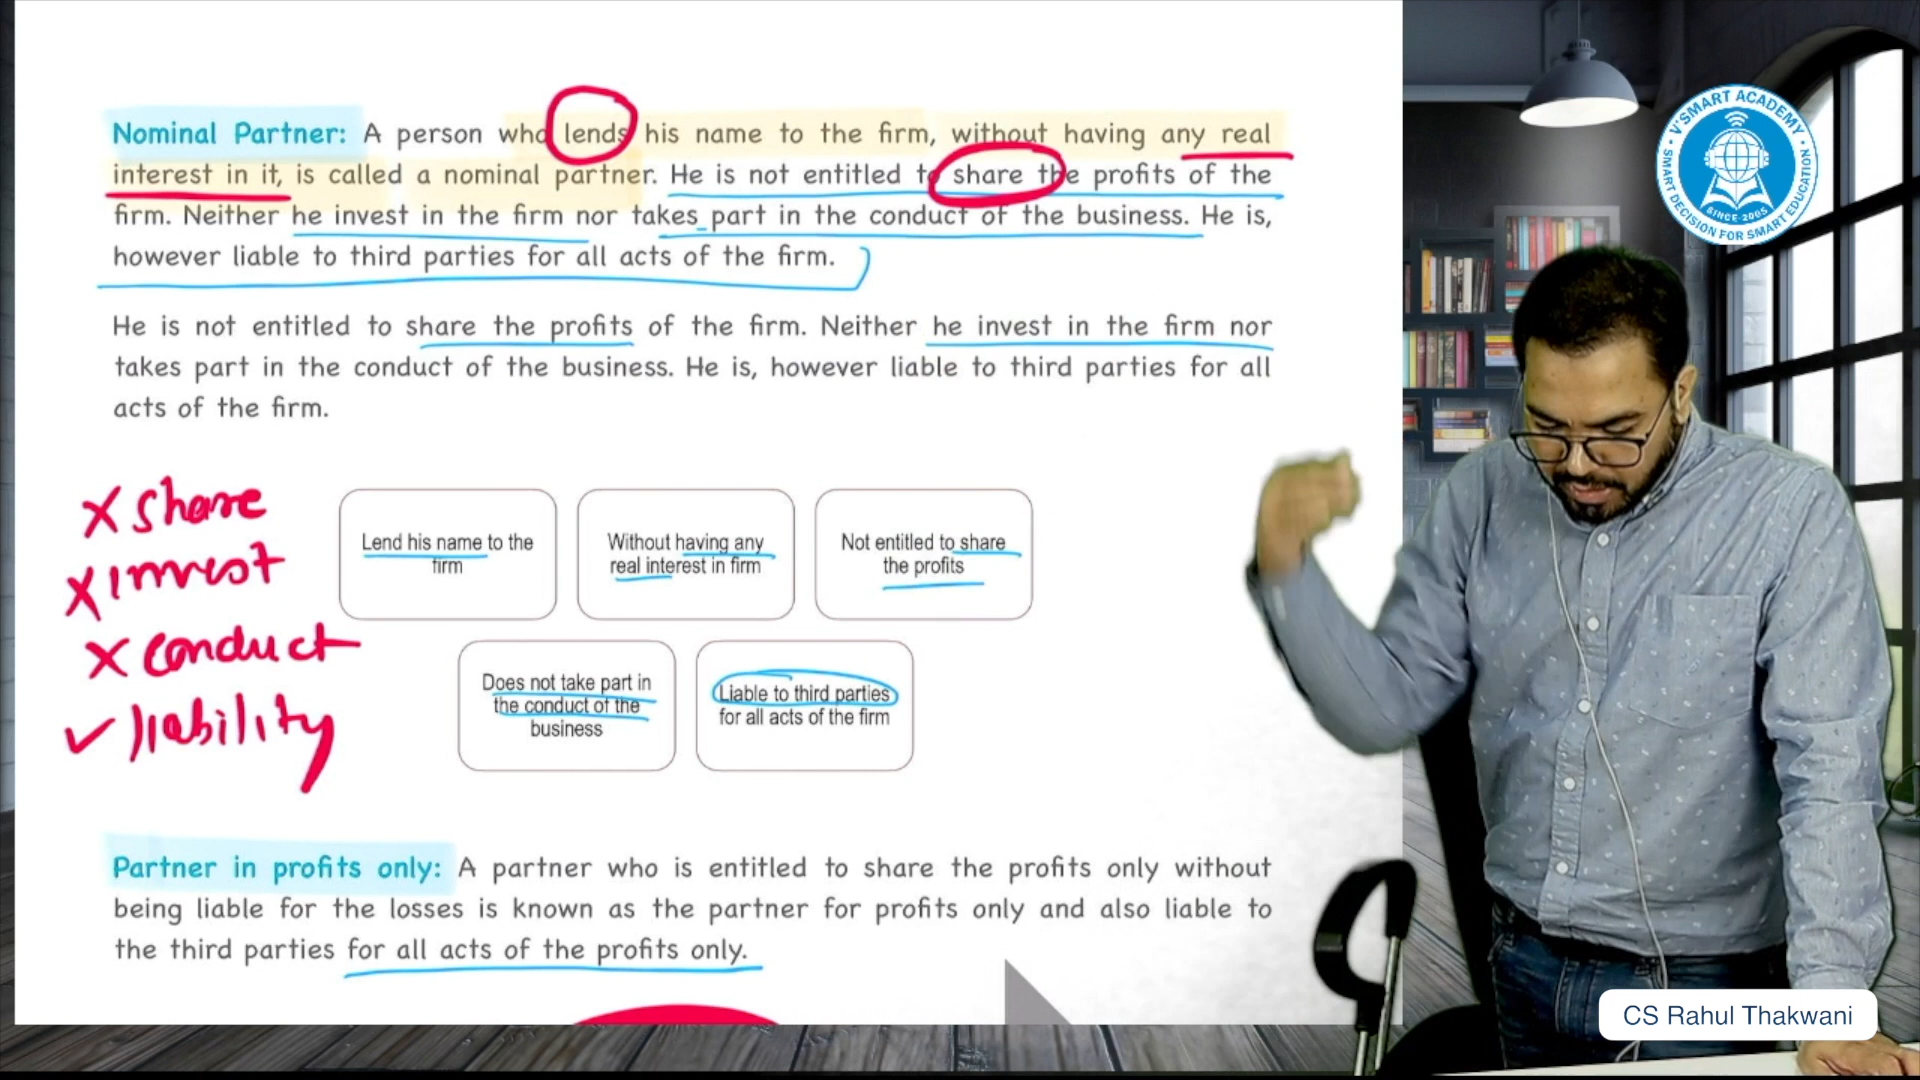 Nominal Partner: A person who lends his name to the firm, without having any real
interest in it, is called a nominal partner. He is not entitled to share the profits of the
firm. Neither he invest in the firm nor takes part in the conduct of the business. He is,
however liable to third parties for all acts of the firm.
He is not entitled to share the profits of the firm. Neither he invest in the firm nor
takes part in the conduct of the business. He is, however liable to third parties for all
acts of the firm.
X share
X invest
X conduct
✓ liability
Lend his name to the
firm
Without having any
real interest in firm
Not entitled to share
the profits
Does not take part in
the conduct of the
business
Liable to third parties
for all acts of the firm
Partner in profits only: A partner who is entitled to share the profits only without
being liable for the losses is known as the partner for profits only and also liable to
the third parties for all acts of the profits only.
V'SMART ACADEMY
SMART DECISION FOR SMART EDUCATION
SINCE-2005
CS Rahul Thakwani